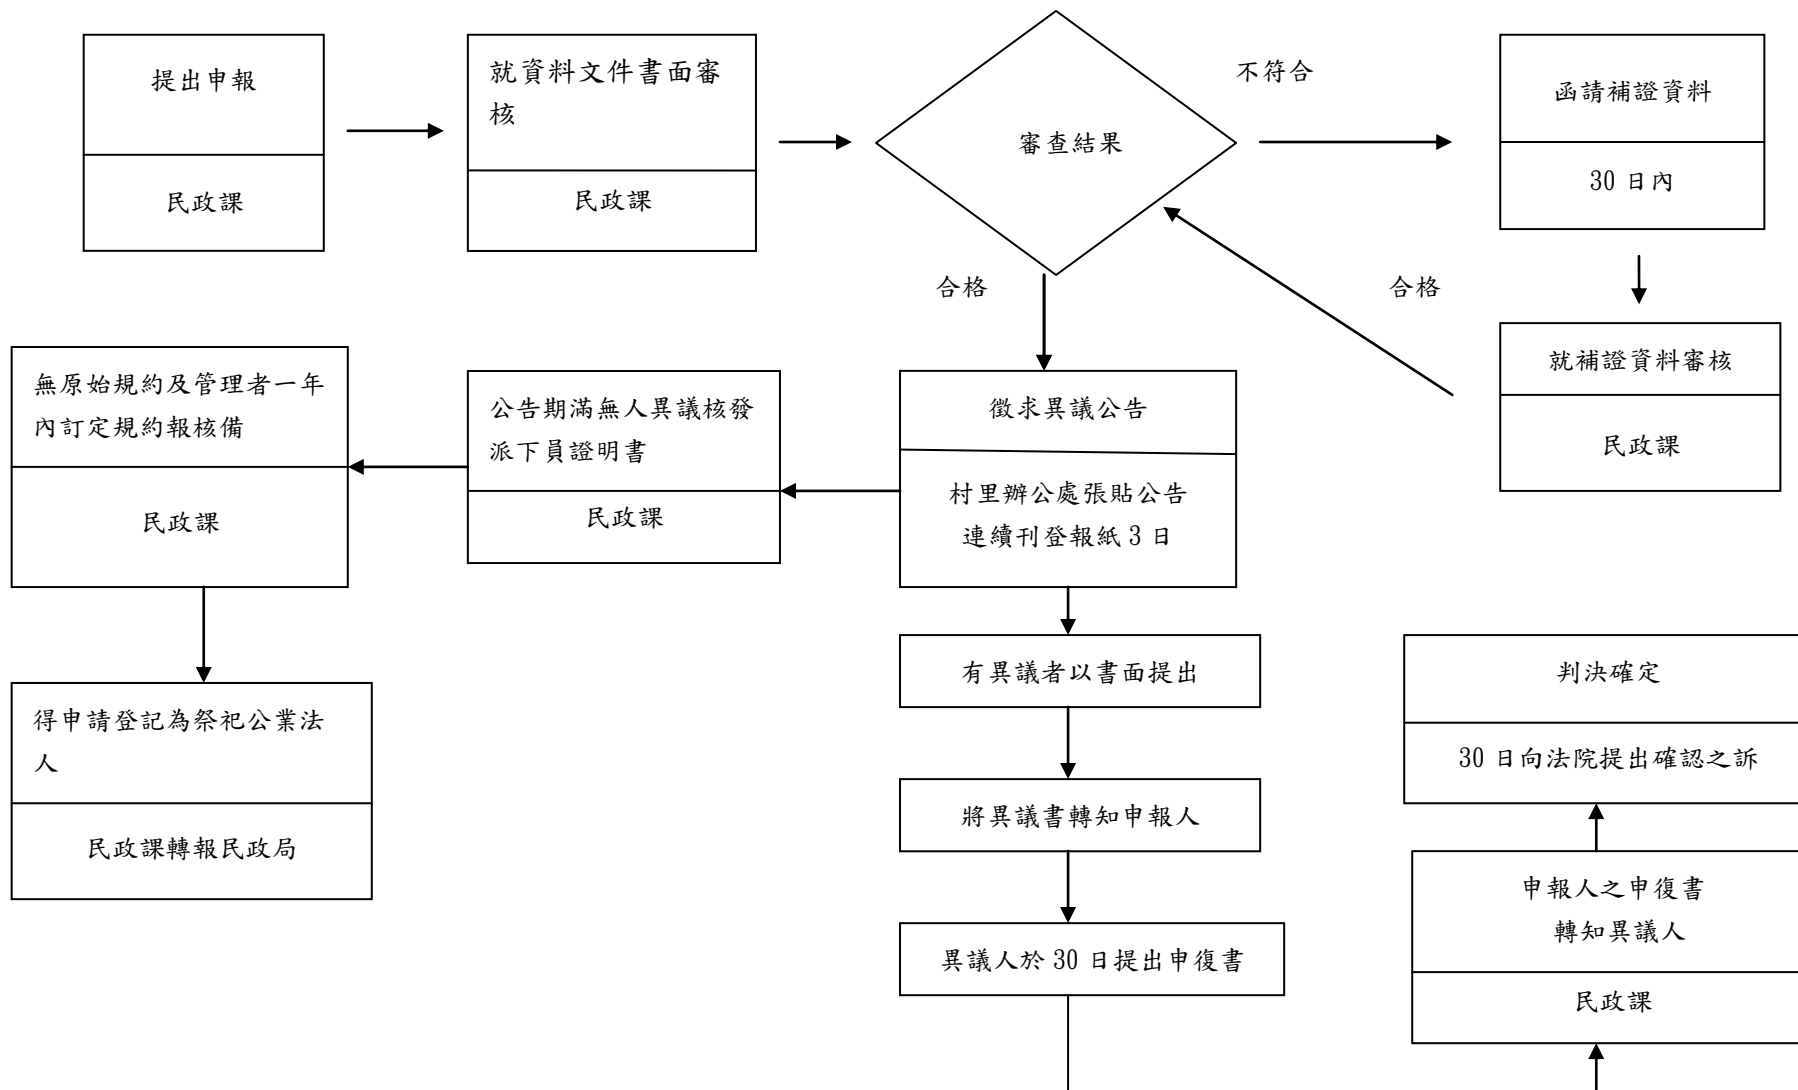 提出申報
民政課
就資料文件書面審
核
民政課
審查結果
不符合
函請補證資料
30 日內
合格
合格
就補證資料審核
民政課
無原始規約及管理者一年
內訂定規約報核備
民政課
公告期滿無人異議核發
派下員證明書
民政課
徵求異議公告
村里辦公處張貼公告
連續刊登報紙 3 日
有異議者以書面提出
判決確定
30 日向法院提出確認之訴
得申請登記為祭祀公業法
人
民政課轉報民政局
將異議書轉知申報人
申報人之申復書
轉知異議人
民政課
異議人於 30 日提出申復書